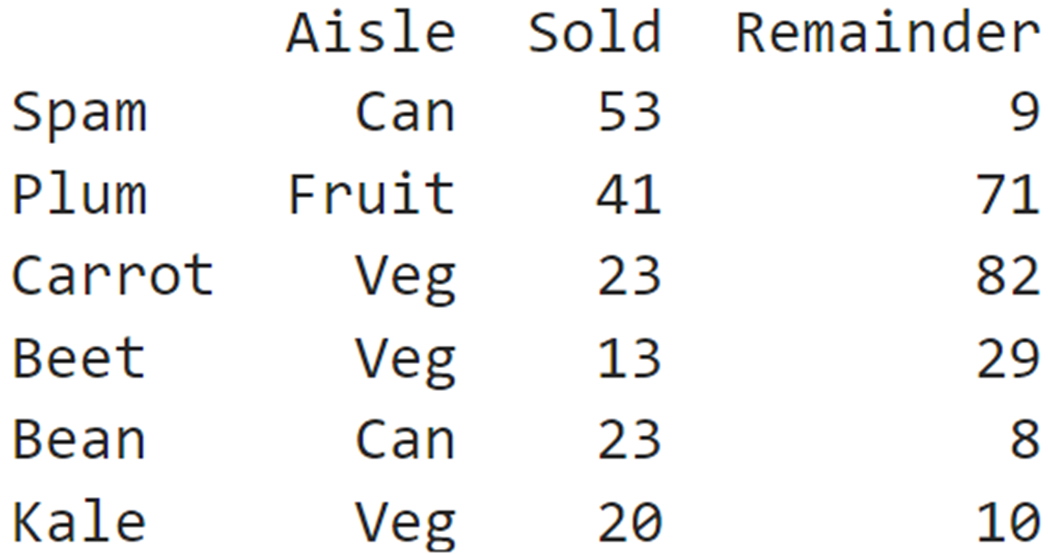 Aisle Sold Remainder
Spam Can 53 9
Plum Fruit 41 71
Carrot Veg 23 82
Beet Veg 13 29
Bean Can 23 8
Kale Veg 20 10